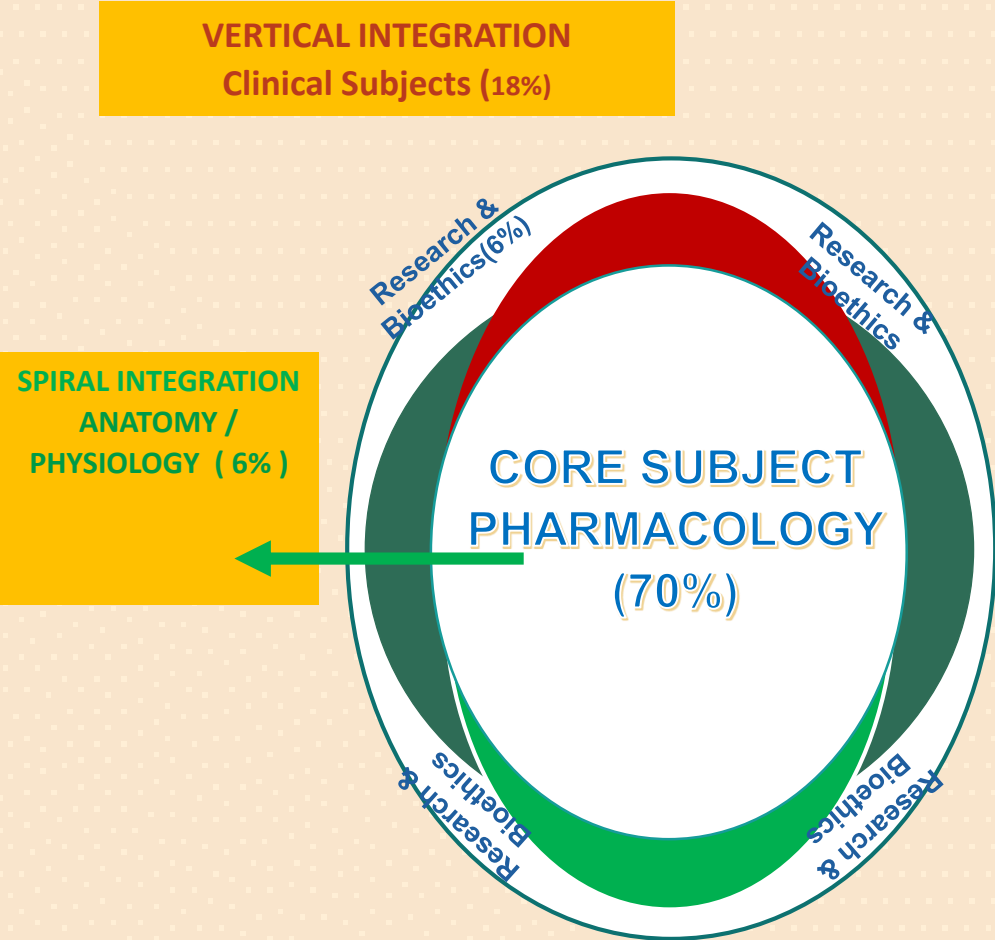 VERTICAL INTEGRATION
Clinical Subjects (18%)
Research &
Bioethics(6%)
Research &
Bioethics
SPIRAL INTEGRATION
ANATOMY /
PHYSIOLOGY ( 6% )
CORE SUBJECT
PHARMACOLOGY
(70%)
Research &
Bioethics
Research &
Bioethics